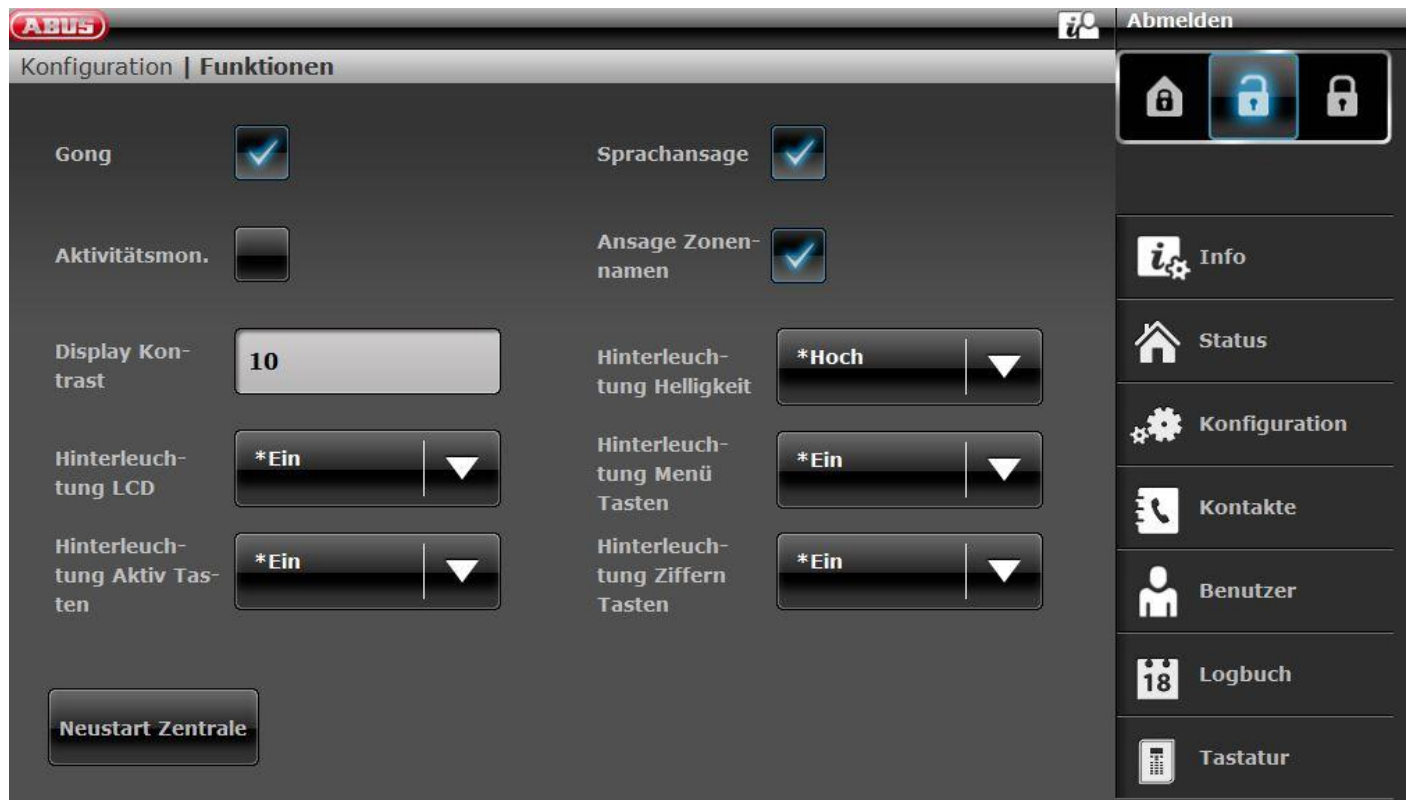 ABUS
Abmelden
Konfiguration | Funktionen
Gong
Sprachansage
Aktivitätsmon.
Ansage Zonen-
namen
Display Kon-
trast
10
Hinterleuch-
tung Helligkeit
*Hoch
Hinterleuch-
tung LCD
*Ein
Hinterleuch-
tung Menü
Tasten
*Ein
Hinterleuch-
tung Aktiv Tas-
ten
*Ein
Hinterleuch-
tung Ziffern
Tasten
*Ein
Neustart Zentrale
Info
Status
Konfiguration
Kontakte
Benutzer
18
Logbuch
Tastatur